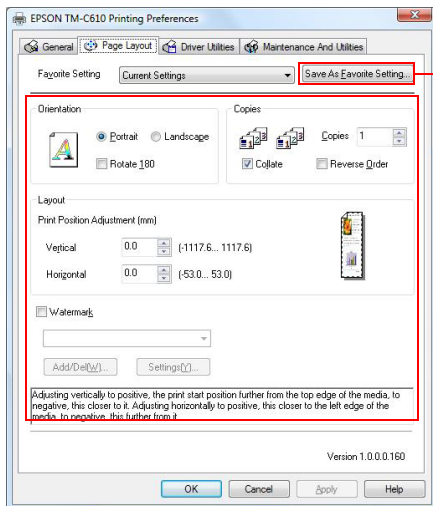 EPSON TM-C610 Printing Preferences
General Page Layout Driver Utilities Maintenance And Utilities
Favorite Setting Current Settings Save As Favorite Setting...
Orientation
Portrait Landscape
Rotate 180
Copies
Copies 1
Collate Reverse Order
Layout
Print Position Adjustment (mm)
Vertical 0.0 (-1117.6... 1117.6)
Horizontal 0.0 (-53.0... 53.0)
Watermark
Add/Del(W)... Settings(Y)...
Adjusting vertically to positive, the print start position further from the top edge of the media, to
negative, this closer to it. Adjusting horizontally to positive, this closer to the left edge of the
media, to negative, this further from it.
Version 1.0.0.0.160
OK Cancel Apply Help